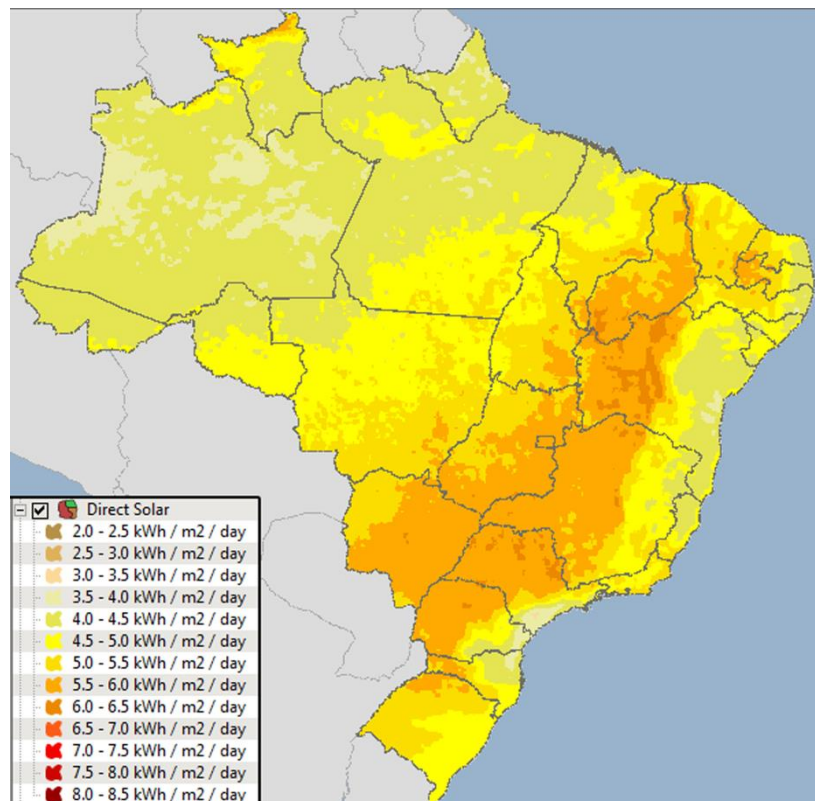 Direct Solar
2.0 - 2.5 kWh / m2 / day
2.5 - 3.0 kWh / m2 / day
3.0 - 3.5 kWh / m2 / day
3.5 - 4.0 kWh / m2 / day
4.0 - 4.5 kWh / m2 / day
4.5 - 5.0 kWh / m2 / day
5.0 - 5.5 kWh / m2 / day
5.5 - 6.0 kWh / m2 / day
6.0 - 6.5 kWh / m2 / day
6.5 - 7.0 kWh / m2 / day
7.0 - 7.5 kWh / m2 / day
7.5 - 8.0 kWh / m2 / day
8.0 - 8.5 kWh / m2 / day